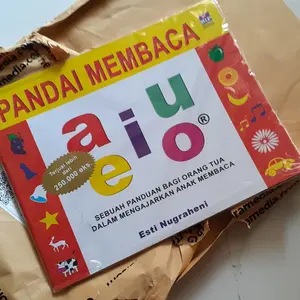 PANDAI MEMBACA
a i u
e o ®
Terjual lebih
dari
250.000 eks.
SEBUAH PANDUAN BAGI ORANG TUA
DALAM MENGAJARKAN ANAK MEMBACA
Esti Nugraheni